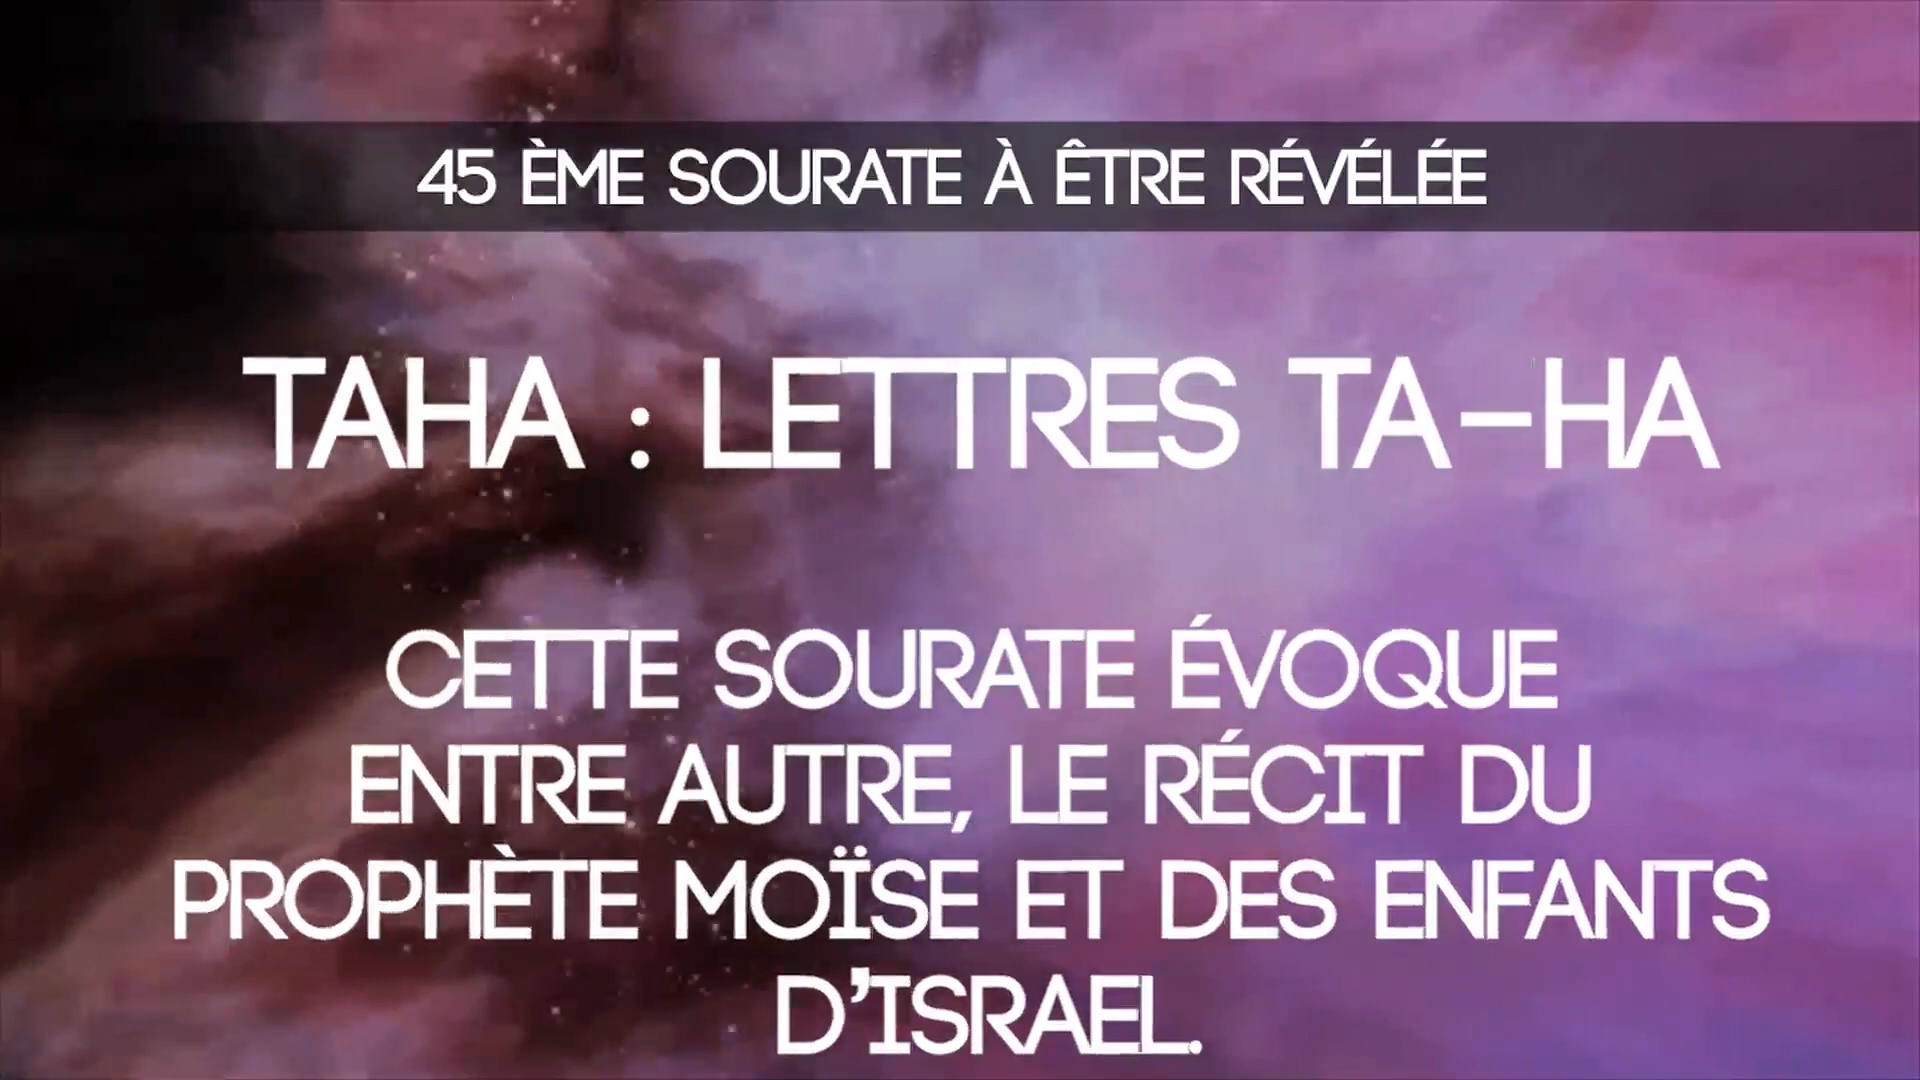 45 ÈME SOURATE À ÊTRE RÉVÉLÉE
TAHA : LETTRES TA-HA
CETTE SOURATE ÉVOQUE
ENTRE AUTRE, LE RÉCIT DU
PROPHÈTE MOÏSE ET DES ENFANTS
D'ISRAEL.